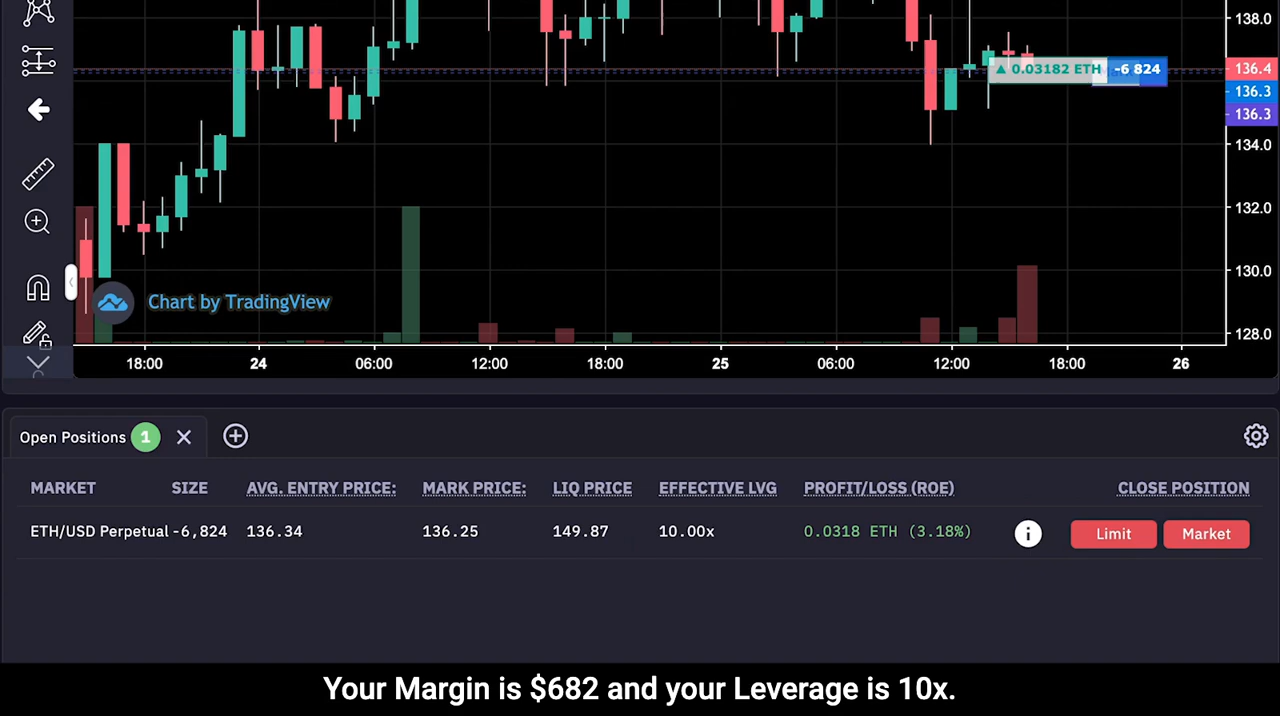 138.0
▲ 0.03182 ETH -6 824 136.4
136.3
136.3
134.0
132.0
130.0
Chart by TradingView
128.0
18:00 24 06:00 12:00 18:00 25 06:00 12:00 18:00 26
Open Positions 1
MARKET SIZE AVG. ENTRY PRICE: MARK PRICE: LIQ PRICE EFFECTIVE LVG PROFIT/LOSS (ROE) CLOSE POSITION
ETH/USD Perpetual -6,824 136.34 136.25 149.87 10.00x 0.0318 ETH (3.18%) i Limit Market
Your Margin is $682 and your Leverage is 10x.